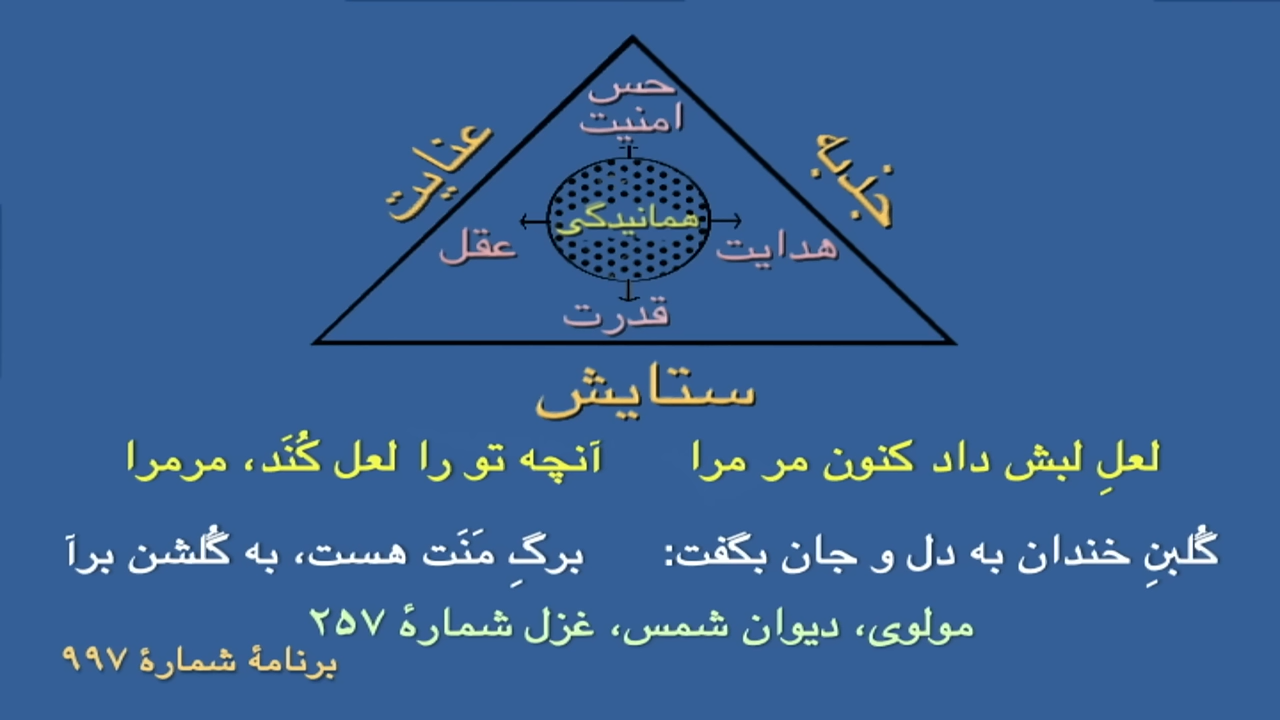 حس
امنیت
عنایت
جذبه
همانیدگی
عقل
هدایت
قدرت
ستایش
لعلِ لبش داد کنون مر مرا آنچه تو را لعل کُنَد، مرمرا
گُلبنِ خندان به دل و جان بگفت: برگِ مَنَت هست، به گُلشن برآ
مولوی، دیوان شمس، غزل شمارهٔ ۲۵۷
برنامهٔ شمارهٔ ۹۹۷